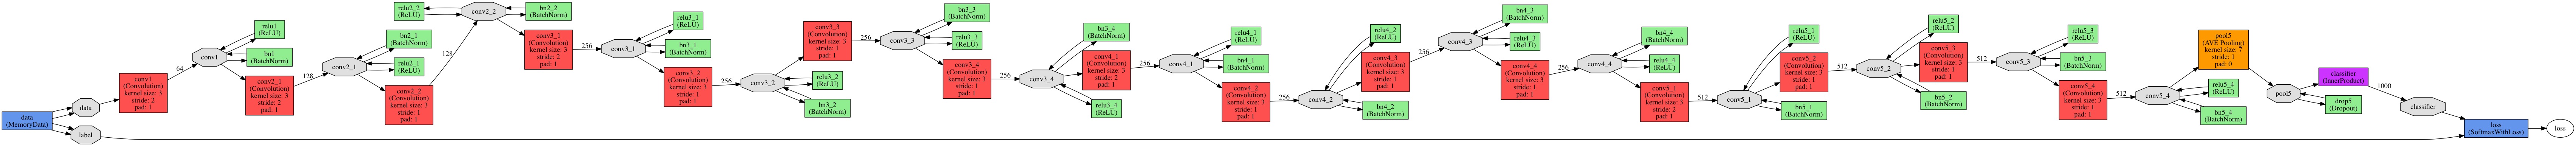 data
(MemoryData)
data
label
conv1
(Convolution)
kernel size: 3
stride: 2
pad: 1
64
conv1
relu1
(ReLU)
bn1
(BatchNorm)
conv2_1
(Convolution)
kernel size: 3
stride: 2
pad: 1
128
conv2_1
bn2_1
(BatchNorm)
relu2_1
(ReLU)
conv2_2
(Convolution)
kernel size: 3
stride: 1
pad: 1
128
relu2_2
(ReLU)
conv2_2
bn2_2
(BatchNorm)
conv3_1
(Convolution)
kernel size: 3
stride: 2
pad: 1
256
conv3_1
relu3_1
(ReLU)
bn3_1
(BatchNorm)
conv3_2
(Convolution)
kernel size: 3
stride: 1
pad: 1
256
conv3_2
conv3_3
(Convolution)
kernel size: 3
stride: 1
pad: 1
relu3_2
(ReLU)
bn3_2
(BatchNorm)
256
conv3_3
bn3_3
(BatchNorm)
relu3_3
(ReLU)
conv3_4
(Convolution)
kernel size: 3
stride: 1
pad: 1
256
conv3_4
bn3_4
(BatchNorm)
conv4_1
(Convolution)
kernel size: 3
stride: 2
pad: 1
relu3_4
(ReLU)
256
conv4_1
relu4_1
(ReLU)
bn4_1
(BatchNorm)
conv4_2
(Convolution)
kernel size: 3
stride: 1
pad: 1
256
conv4_2
relu4_2
(ReLU)
conv4_3
(Convolution)
kernel size: 3
stride: 1
pad: 1
bn4_2
(BatchNorm)
256
conv4_3
bn4_3
(BatchNorm)
relu4_3
(ReLU)
conv4_4
(Convolution)
kernel size: 3
stride: 1
pad: 1
256
conv4_4
bn4_4
(BatchNorm)
relu4_4
(ReLU)
conv5_1
(Convolution)
kernel size: 3
stride: 2
pad: 1
512
conv5_1
relu5_1
(ReLU)
conv5_2
(Convolution)
kernel size: 3
stride: 1
pad: 1
bn5_1
(BatchNorm)
512
conv5_2
relu5_2
(ReLU)
conv5_3
(Convolution)
kernel size: 3
stride: 1
pad: 1
bn5_2
(BatchNorm)
512
conv5_3
relu5_3
(ReLU)
bn5_3
(BatchNorm)
conv5_4
(Convolution)
kernel size: 3
stride: 1
pad: 1
512
conv5_4
pool5
(AVE Pooling)
kernel size: 7
stride: 1
pad: 0
relu5_4
(ReLU)
bn5_4
(BatchNorm)
pool5
classifier
(InnerProduct)
drop5
(Dropout)
1000
classifier
loss
(SoftmaxWithLoss)
loss